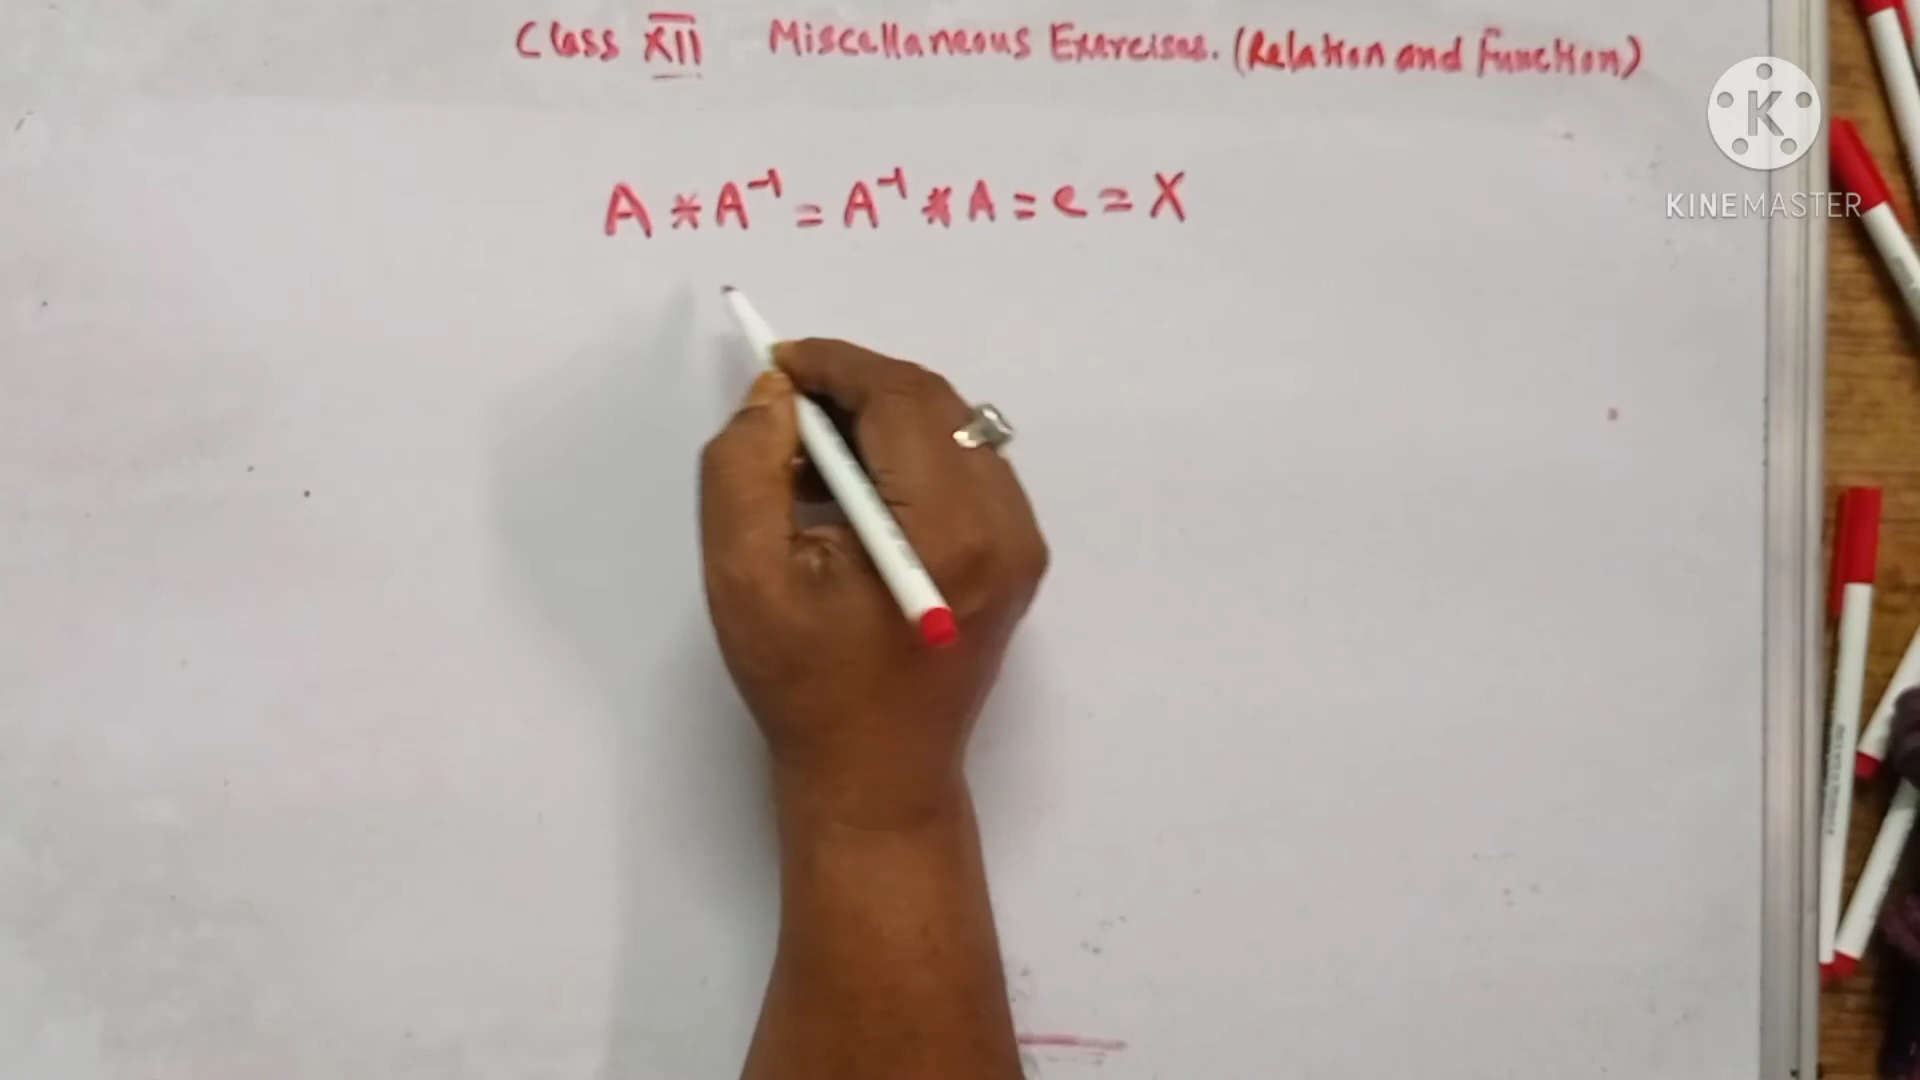 Class XII Miscellaneous Exercises. (Relation and Function)
K
KINEMASTER
A * A⁻¹ = A⁻¹ * A = e = X